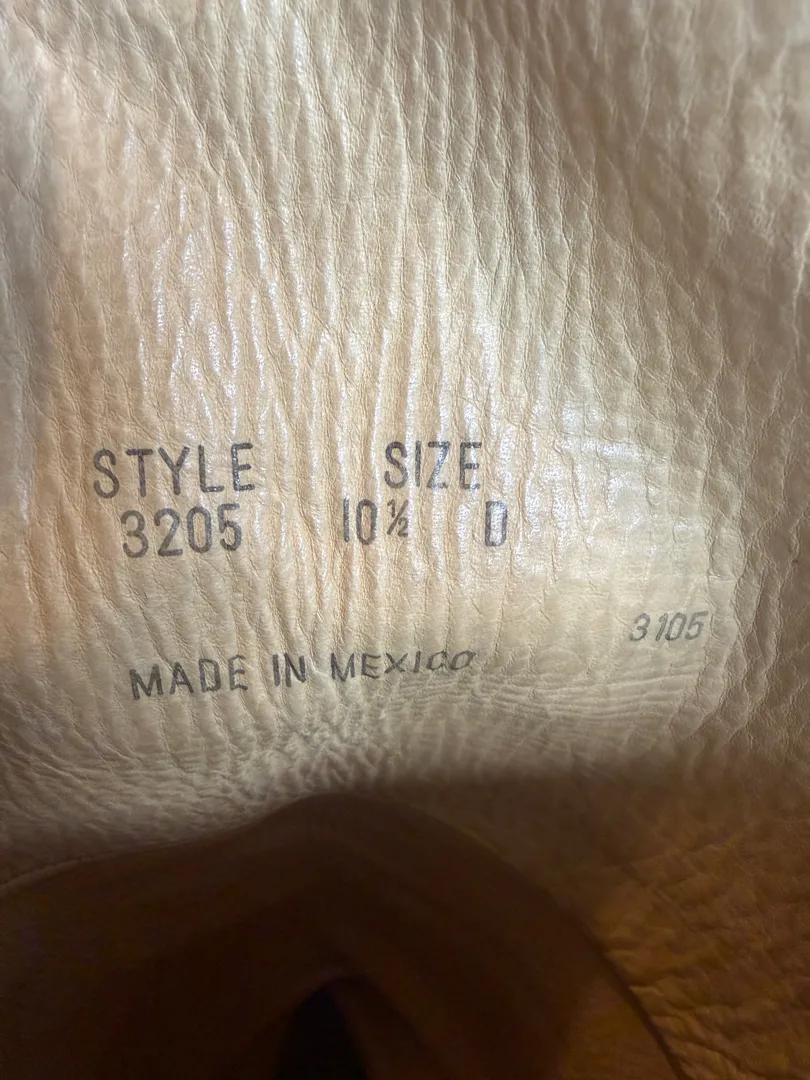 STYLE SIZE
3205 10½ D
3105
MADE IN MEXICO